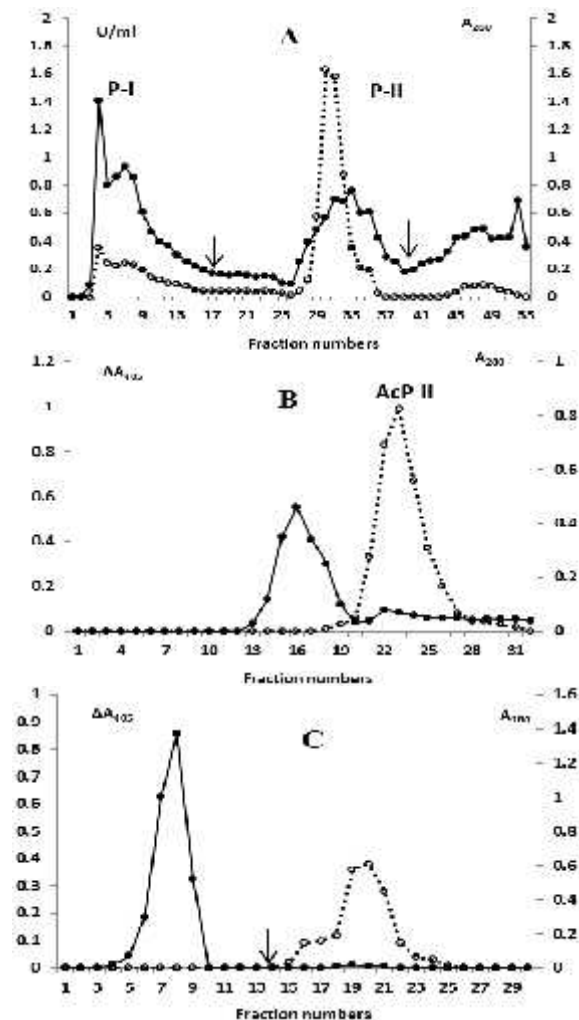 U/ml A A₂₈₀
P-I P-II
2 1.8 1.6 1.4 1.2 1 0.8 0.6 0.4 0.2 0
2 1.8 1.6 1.4 1.2 1 0.8 0.6 0.4 0.2 0
1 5 9 13 17 21 25 29 33 37 41 45 49 53
Fraction numbers
ΔA₄₀₅ B AcP II A₂₈₀
1.2 1 0.8 0.6 0.4 0.2 0
1 0.8 0.6 0.4 0.2 0
1 4 7 10 13 16 19 22 25 28 31
Fraction numbers
ΔA₄₀₅ C
1 0.9 0.8 0.7 0.6 0.5 0.4 0.3 0.2 0.1 0
1.6 1.4 1.2 1 0.8 0.6 0.4 0.2 0
1 3 5 7 9 11 13 15 17 19 21 23 25 27 29
Fraction numbers